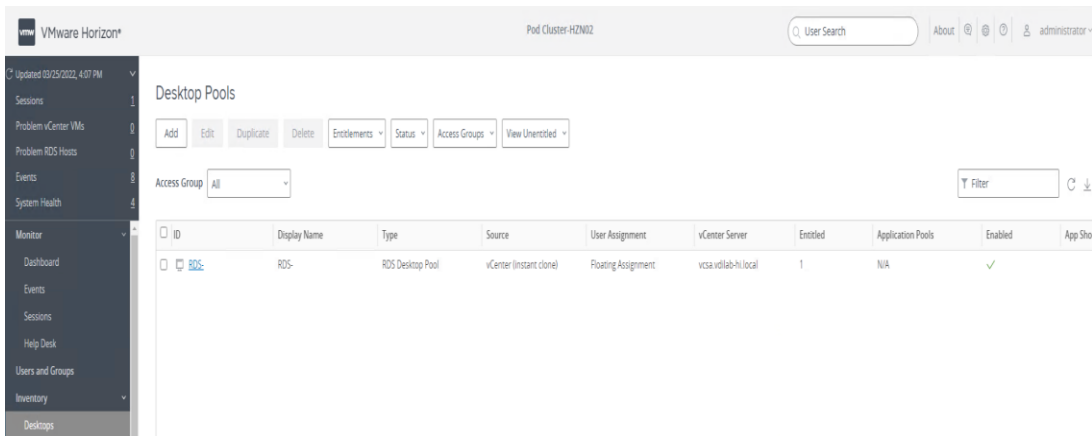 vmw VMware Horizon® Pod Cluster-HZN02 User Search About administrator
Updated 03/25/2022, 4:07 PM
Sessions 1
Problem vCenter VMs 0
Problem RDS Hosts 0
Events 8
System Health 4
Monitor
Dashboard
Events
Sessions
Help Desk
Users and Groups
Inventory
Desktops
Desktop Pools
Add Edit Duplicate Delete Entitlements Status Access Groups View Unentitled
Access Group All Filter
ID Display Name Type Source User Assignment vCenter Server Entitled Application Pools Enabled App Sho
RDS- RDS- RDS Desktop Pool vCenter (instant clone) Floating Assignment vcsa.vdilab-hi.local 1 N/A